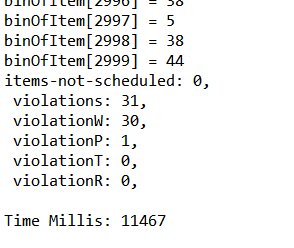 binOfItem[2996] = 38
binOfItem[2997] = 5
binOfItem[2998] = 38
binOfItem[2999] = 44
items-not-scheduled: 0,
 violations: 31,
 violationW: 30,
 violationP: 1,
 violationT: 0,
 violationR: 0,

Time Millis: 11467